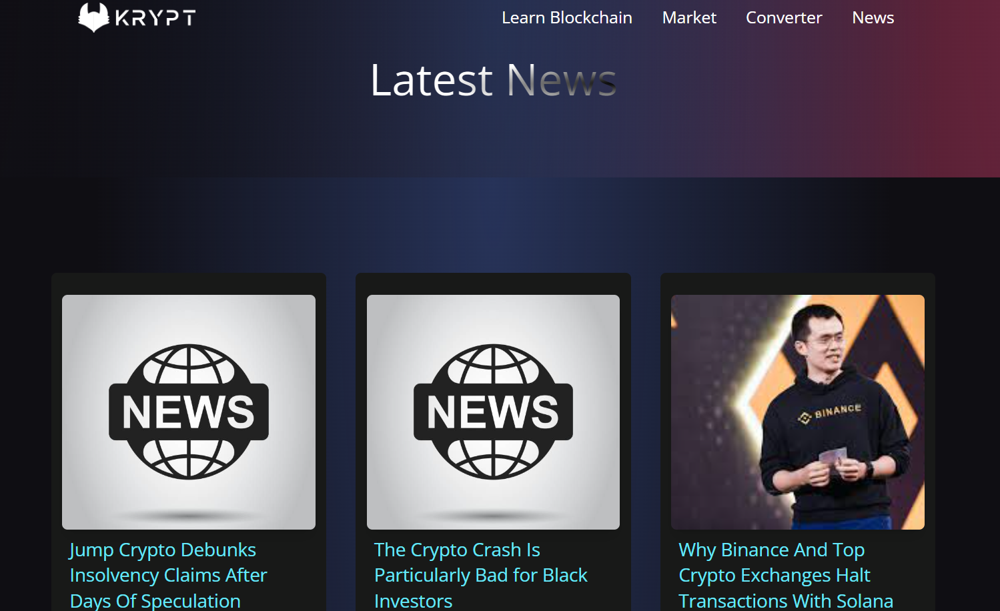 KRYPT
Learn Blockchain Market Converter News
Latest News
NEWS
NEWS
BINANCE
Jump Crypto Debunks
Insolvency Claims After
Days Of Speculation
The Crypto Crash Is
Particularly Bad for Black
Investors
Why Binance And Top
Crypto Exchanges Halt
Transactions With Solana